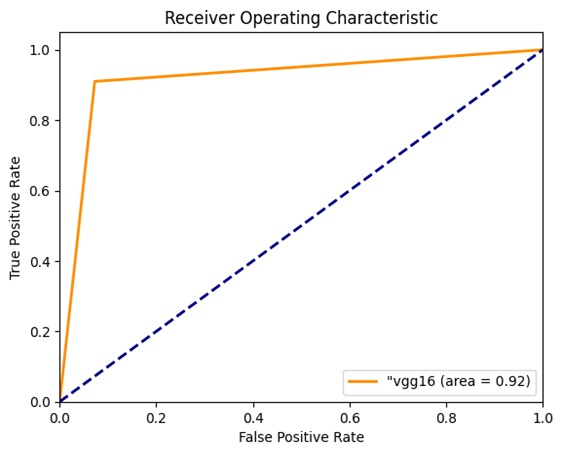 Receiver Operating Characteristic
1.0
0.8
0.6
0.4
0.2
0.0
True Positive Rate
"vgg16 (area = 0.92)
0.0 0.2 0.4 0.6 0.8 1.0
False Positive Rate